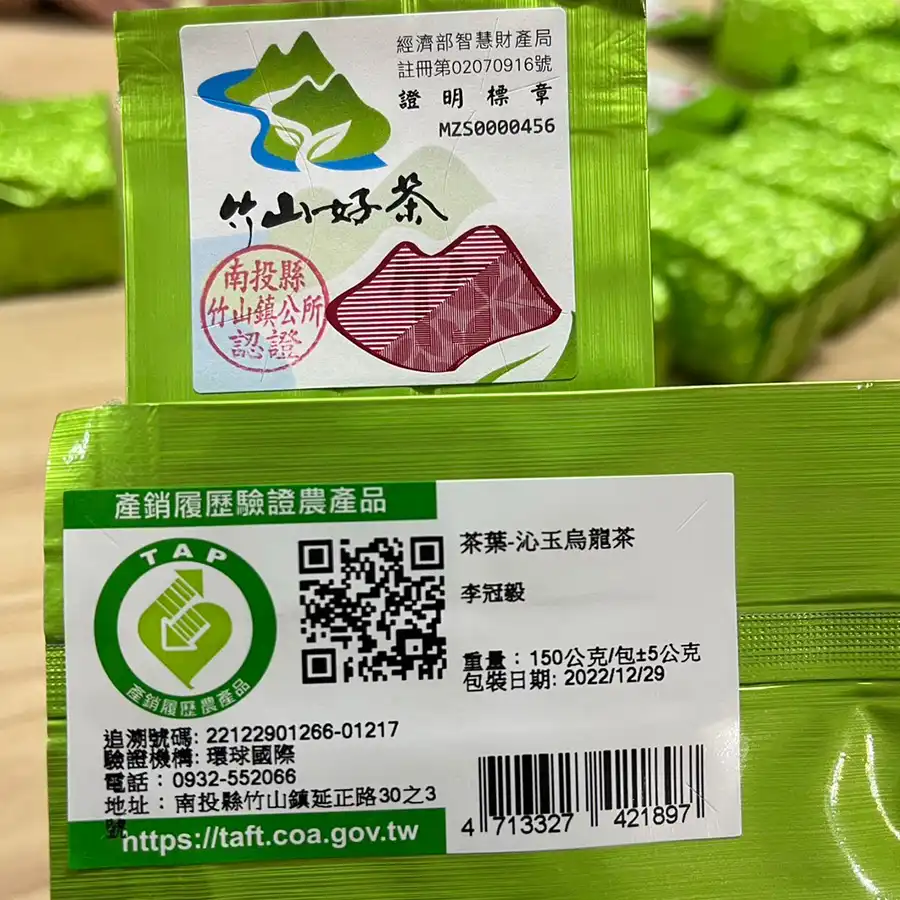 經濟部智慧財產局
註冊第02070916號
證明標章
MZS0000456
竹山好茶
南投縣
竹山鎮公所
認證
產銷履歷驗證農產品
TAP
產銷履歷農產品
茶葉-沁玉烏龍茶
李冠毅
重量：150公克/包±5公克
包裝日期: 2022/12/29
追溯號碼: 22122901266-01217
驗證機構: 環球國際
電話：0932-552066
地址：南投縣竹山鎮延正路30之3
號
https://taft.coa.gov.tw
4 713327 421897